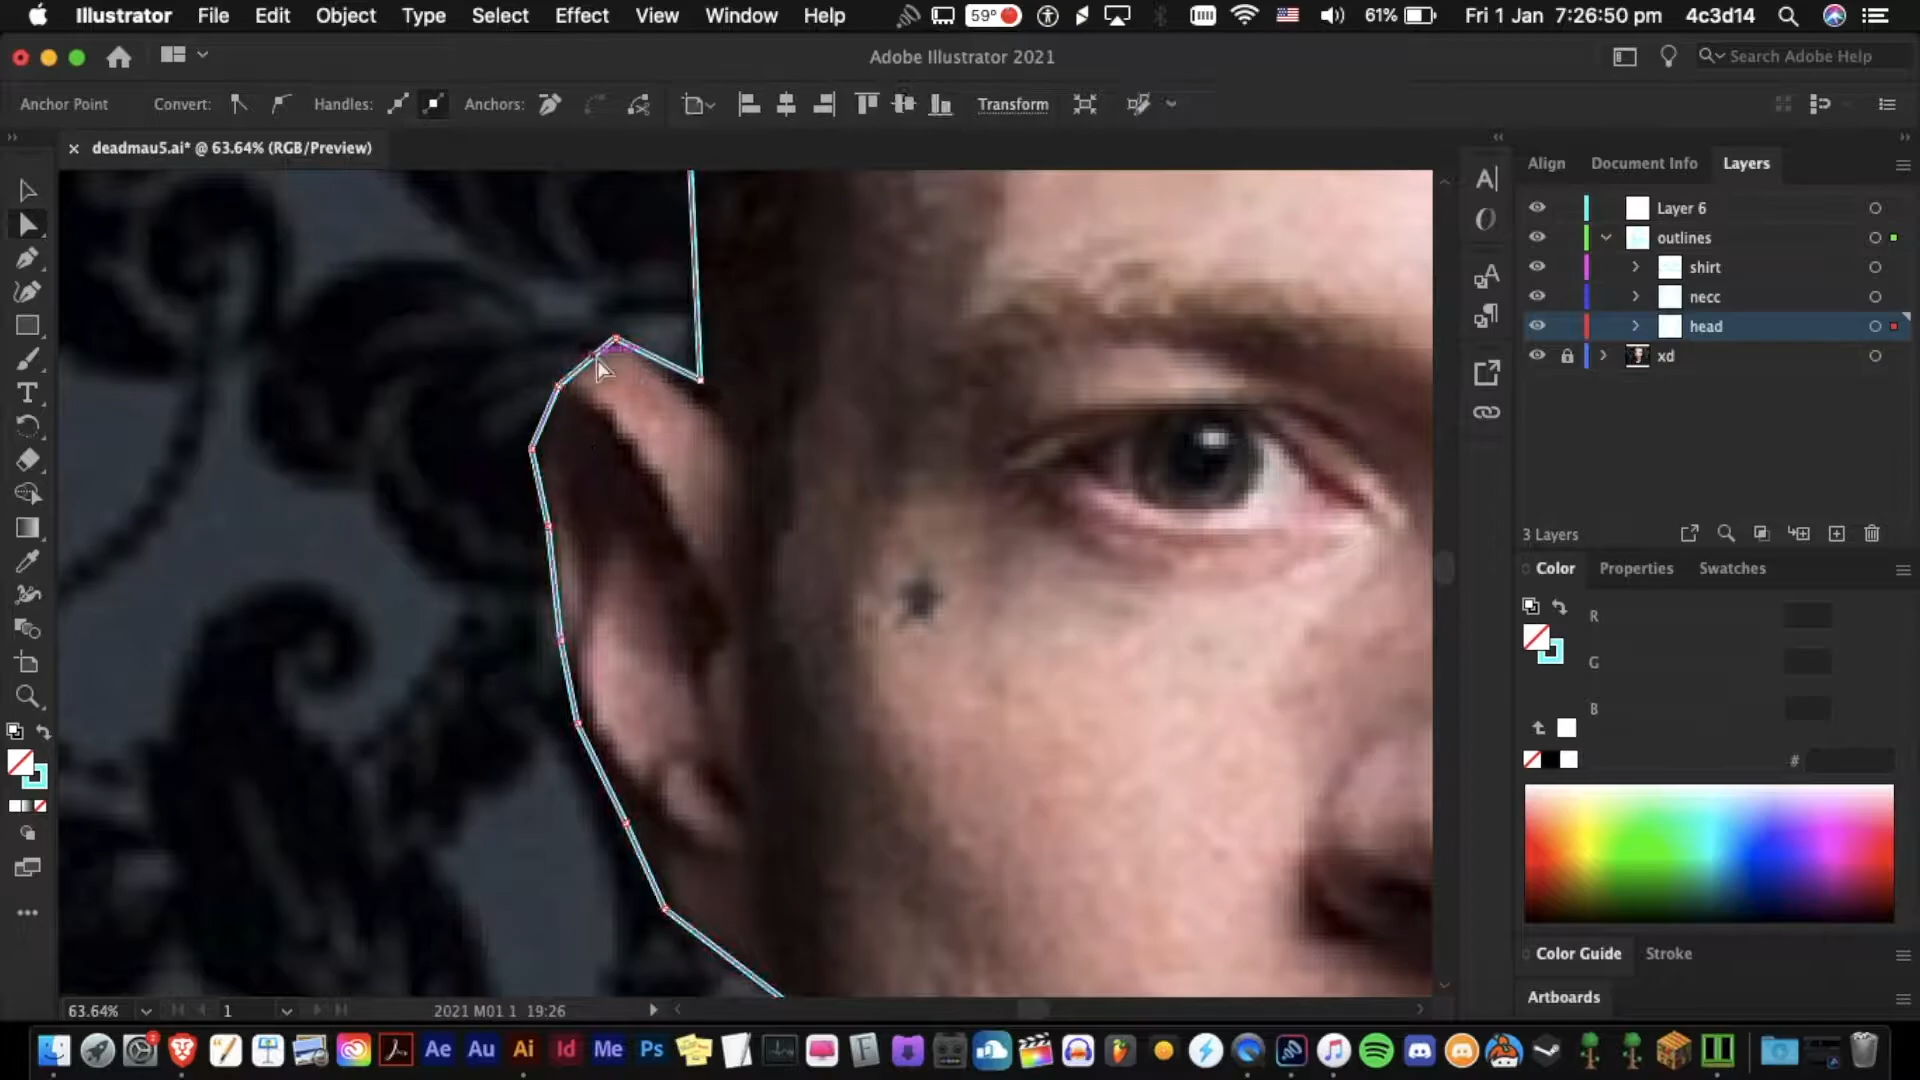 Illustrator File Edit Object Type Select Effect View Window Help 59° 61% Fri 1 Jan 7:26:50 pm 4c3d14
Adobe Illustrator 2021 Search Adobe Help
Anchor Point Convert: Handles: Anchors: Transform
× deadmau5.ai* @ 63.64% (RGB/Preview)
Align Document Info Layers
Layer 6
outlines
shirt
necc
head
xd
3 Layers
Color Properties Swatches
R
G
B
#
Color Guide Stroke
Artboards
63.64% 1 2021 M01 1 19:26
Ae Au Ai Id Me Ps